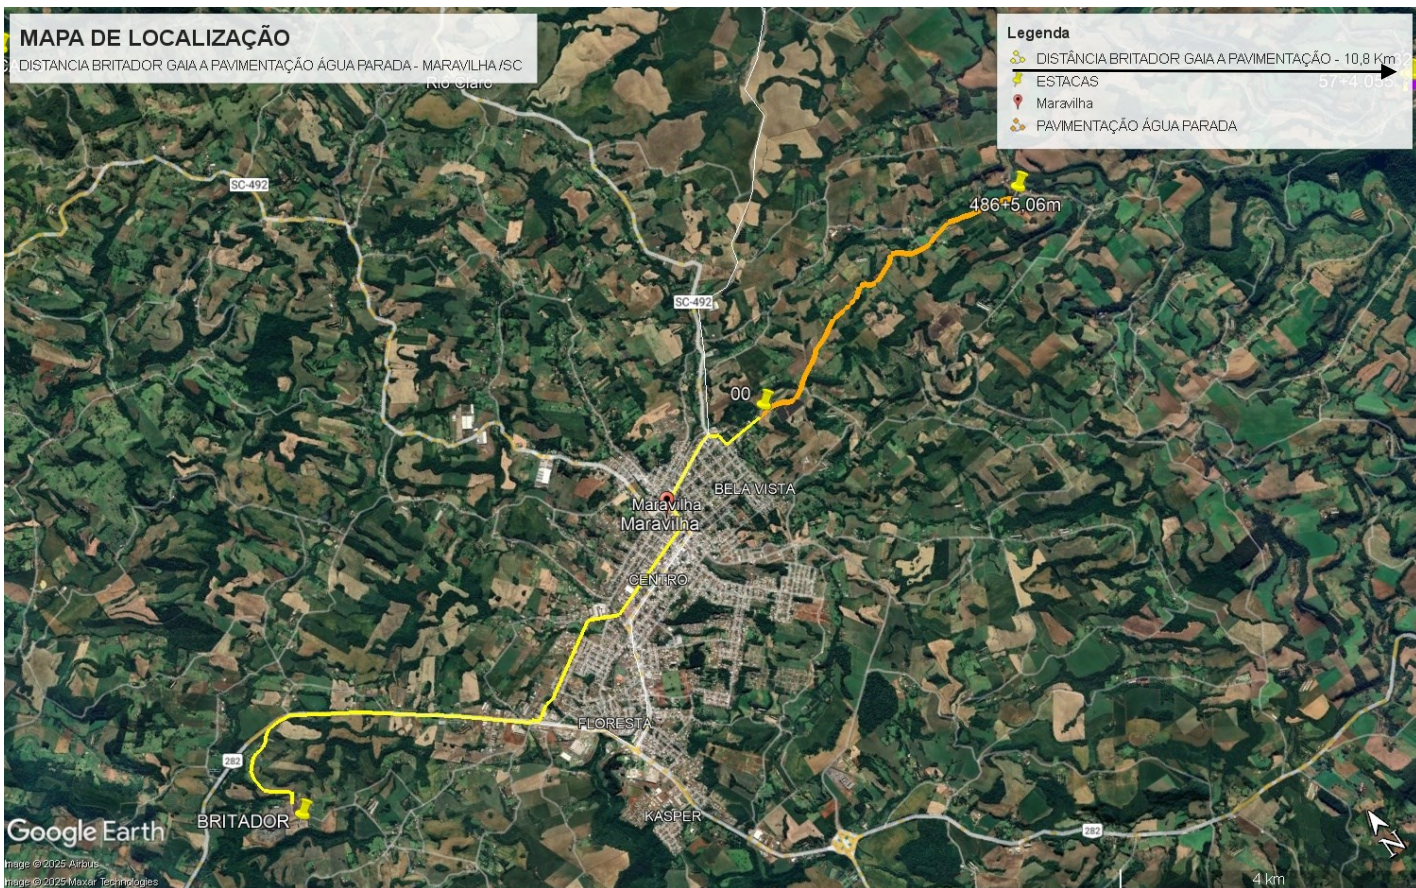 MAPA DE LOCALIZAÇÃO
DISTANCIA BRITADOR GAIA A PAVIMENTAÇÃO ÁGUA PARADA - MARAVILHA /SC
Legenda
DISTÂNCIA BRITADOR GAIA A PAVIMENTAÇÃO - 10,8 Km
ESTACAS
Maravilha
PAVIMENTAÇÃO ÁGUA PARADA
Rio Claro
SC-492
486+5,06m
SC-492
00
BELA VISTA
Maravilha
Maravilha
CENTRO
FLORESTA
282
BRITADOR
KASPER
282
Google Earth
Image © 2025 Airbus
Image © 2025 Maxar Technologies
N
4 km